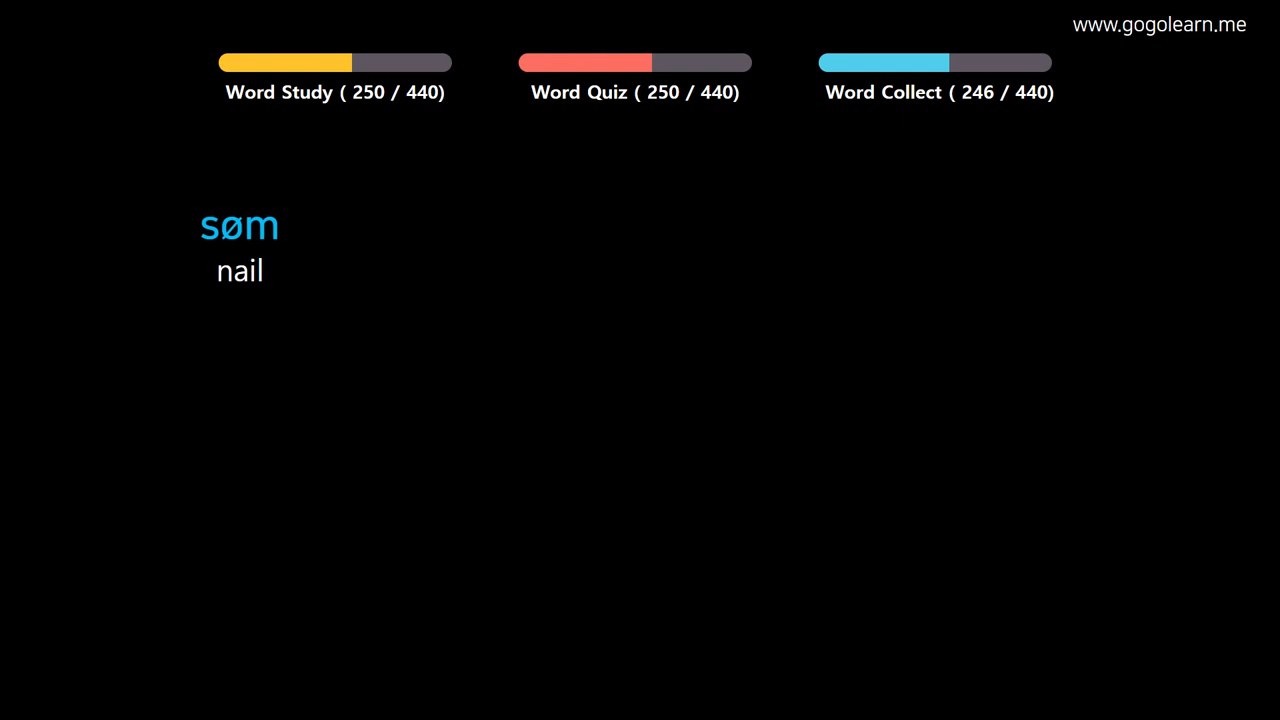 www.gogolearn.me
Word Study ( 250 / 440)
Word Quiz ( 250 / 440)
Word Collect ( 246 / 440)
søm
nail